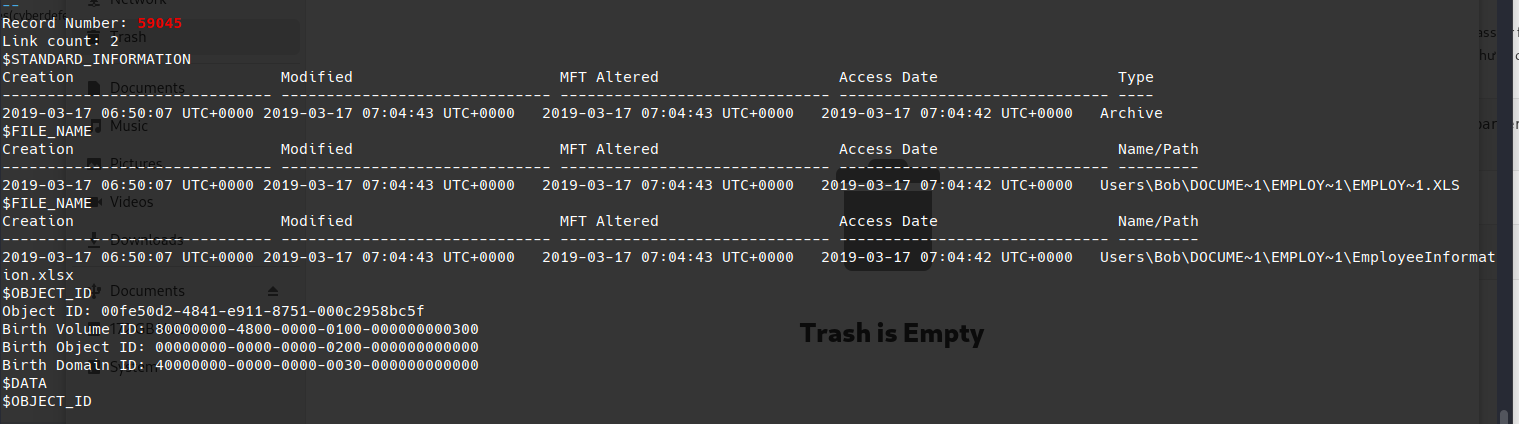 --
Network
s/cyberdef
Record Number: 59045
Trash
Link count: 2
$STANDARD_INFORMATION
Creation                       Modified                       MFT Altered                    Access Date                    Type
Documents
------------------------------ ------------------------------ ------------------------------ ------------------------------ ----
2019-03-17 06:50:07 UTC+0000 2019-03-17 07:04:43 UTC+0000   2019-03-17 07:04:43 UTC+0000   2019-03-17 07:04:42 UTC+0000   Archive
Music
$FILE_NAME
Creation                       Modified                       MFT Altered                    Access Date                    Name/Path
Pictures
------------------------------ ------------------------------ ------------------------------ ------------------------------ ---------
2019-03-17 06:50:07 UTC+0000 2019-03-17 07:04:43 UTC+0000   2019-03-17 07:04:43 UTC+0000   2019-03-17 07:04:42 UTC+0000   Users\Bob\DOCUME~1\EMPLOY~1\EMPLOY~1.XLS
Videos
$FILE_NAME
Creation                       Modified                       MFT Altered                    Access Date                    Name/Path
Downloads
------------------------------ ------------------------------ ------------------------------ ------------------------------ ---------
2019-03-17 06:50:07 UTC+0000 2019-03-17 07:04:43 UTC+0000   2019-03-17 07:04:43 UTC+0000   2019-03-17 07:04:42 UTC+0000   Users\Bob\DOCUME~1\EMPLOY~1\EmployeeInformat
ion.xlsx
$OBJECT_ID
Documents
Object ID: 00fe50d2-4841-e911-8751-000c2958bc5f
Birth Volume ID: 80000000-4800-0000-0100-000000000300
Trash is Empty
Birth Object ID: 00000000-0000-0000-0200-000000000000
Birth Domain ID: 40000000-0000-0000-0030-000000000000
$DATA
$OBJECT_ID